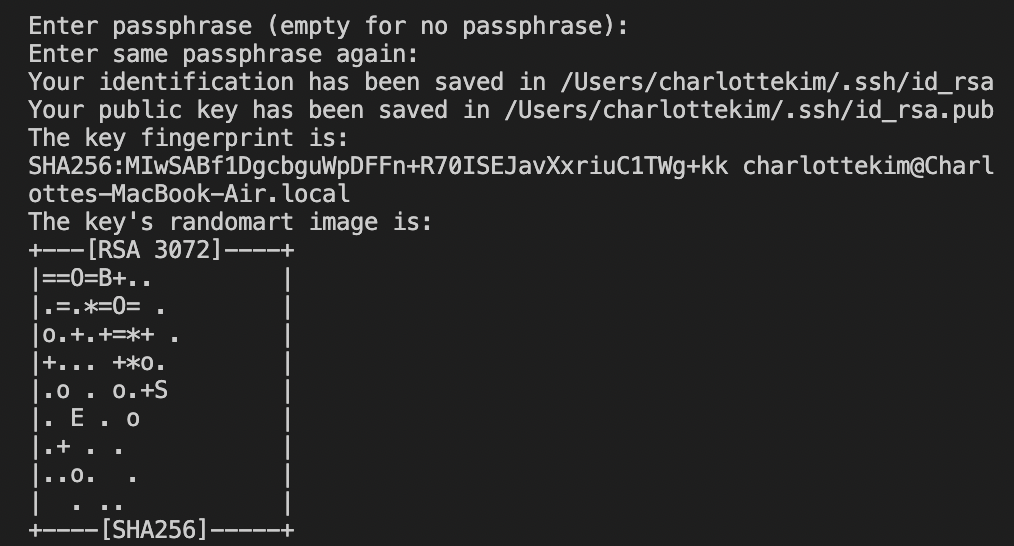 Enter passphrase (empty for no passphrase):
Enter same passphrase again:
Your identification has been saved in /Users/charlottekim/.ssh/id_rsa
Your public key has been saved in /Users/charlottekim/.ssh/id_rsa.pub
The key fingerprint is:
SHA256:MIwSABf1DgcbguWpDFFn+R70ISEJavXxriuC1TWg+kk charlottekim@Charl
ottes-MacBook-Air.local
The key's randomart image is:
+---[RSA 3072]----+
|==O=B+..         |
|.=.*=O= .        |
|o.+.+=*+ .       |
|+... +*o.        |
|.o . o.+S        |
|. E . o          |
|.+ . .           |
|..o.  .          |
|  . ..           |
+----[SHA256]-----+